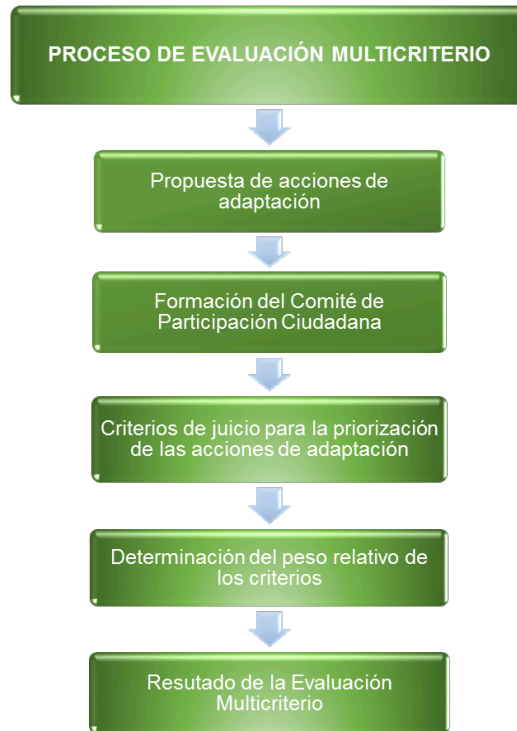 PROCESO DE EVALUACIÓN MULTICRITERIO
Propuesta de acciones de
adaptación
Formación del Comité de
Participación Ciudadana
Criterios de juicio para la priorización
de las acciones de adaptación
Determinación del peso relativo de
los criterios
Resutado de la Evaluación
Multicriterio